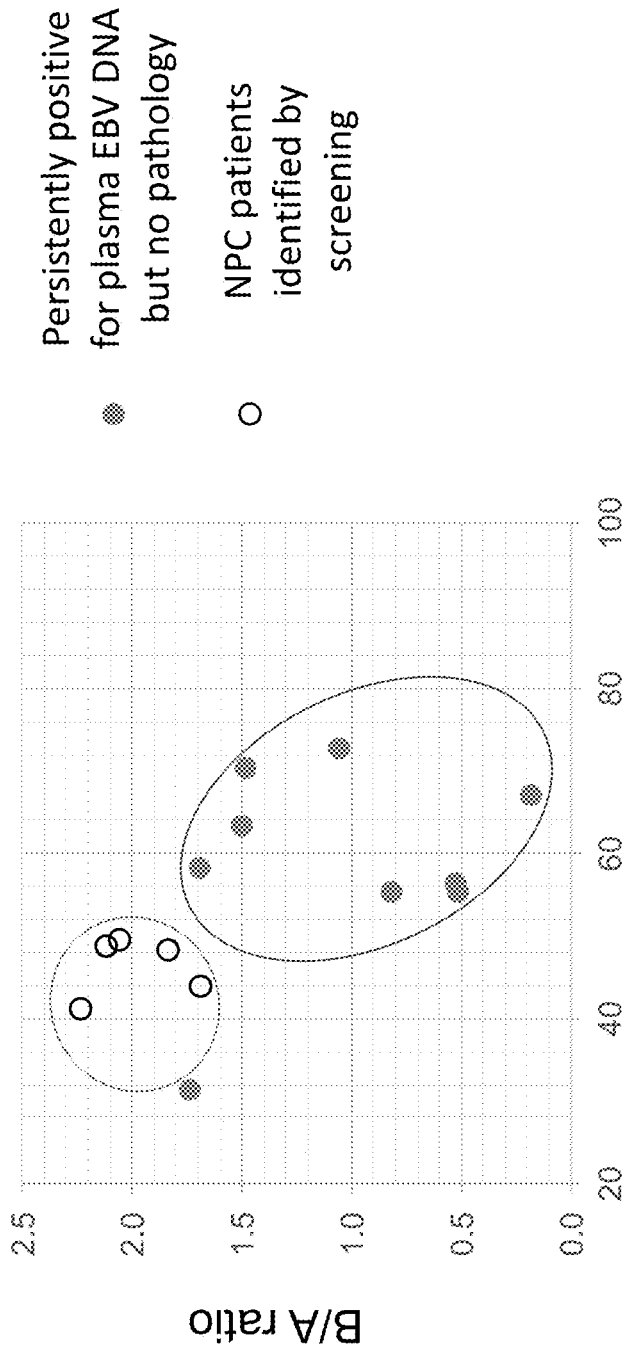 Persistently positive
for plasma EBV DNA
but no pathology
NPC patients
identified by
screening
B/A ratio
2.5
2.0
1.5
1.0
0.5
0.0
20
40
60
80
100